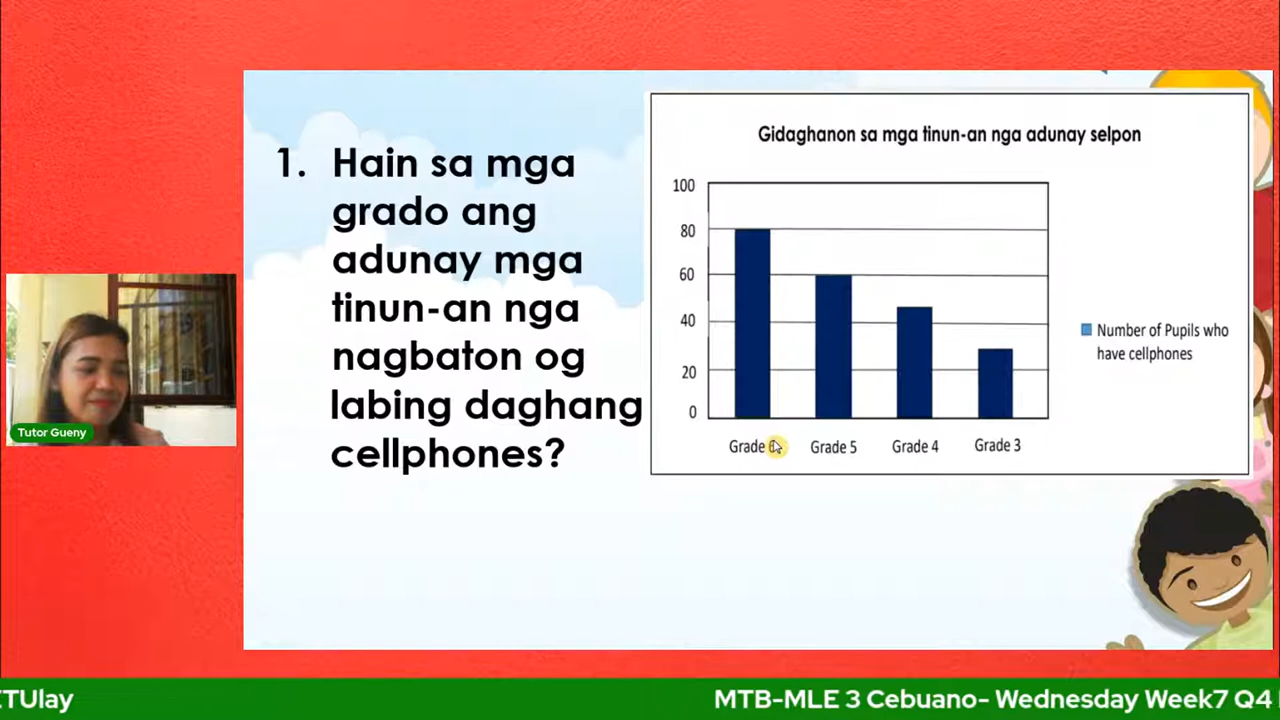 1. Hain sa mga
grado ang
adunay mga
tinun-an nga
nagbaton og
labing daghang
cellphones?
Gidaghanon sa mga tinun-an nga adunay selpon
100
80
60
40
20
0
Grade
Grade 5
Grade 4
Grade 3
Number of Pupils who
have cellphones
Tutor Gueny
ETUlay
MTB-MLE 3 Cebuano- Wednesday Week7 Q4